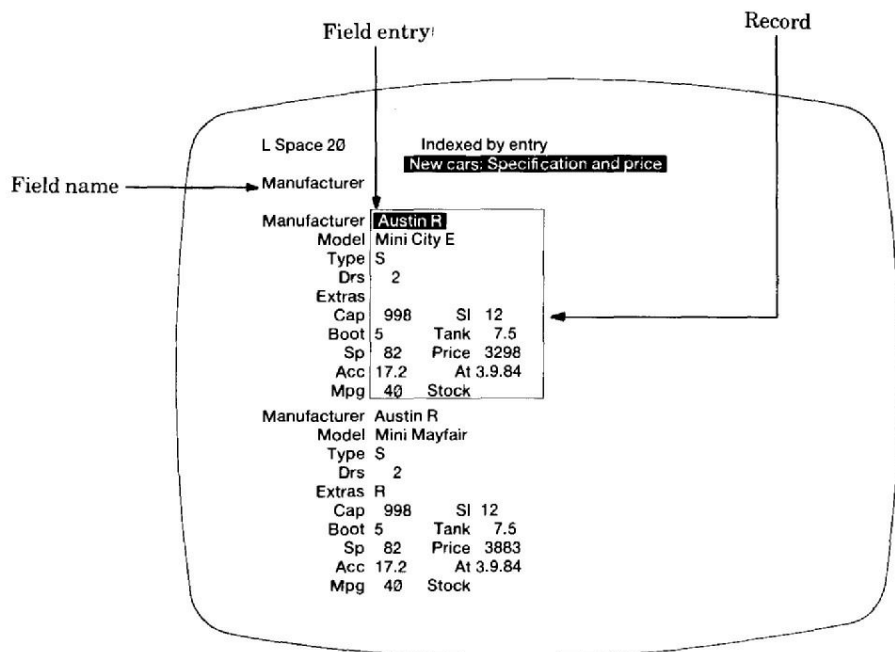 Field entry
Record
L Space 20
Indexed by entry
New cars: Specification and price
Field name
Manufacturer
Manufacturer Austin R
Model Mini City E
Type S
Drs 2
Extras
Cap 998 Sl 12
Boot 5 Tank 7.5
Sp 82 Price 3298
Acc 17.2 At 3.9.84
Mpg 40 Stock
Manufacturer Austin R
Model Mini Mayfair
Type S
Drs 2
Extras R
Cap 998 Sl 12
Boot 5 Tank 7.5
Sp 82 Price 3883
Acc 17.2 At 3.9.84
Mpg 40 Stock